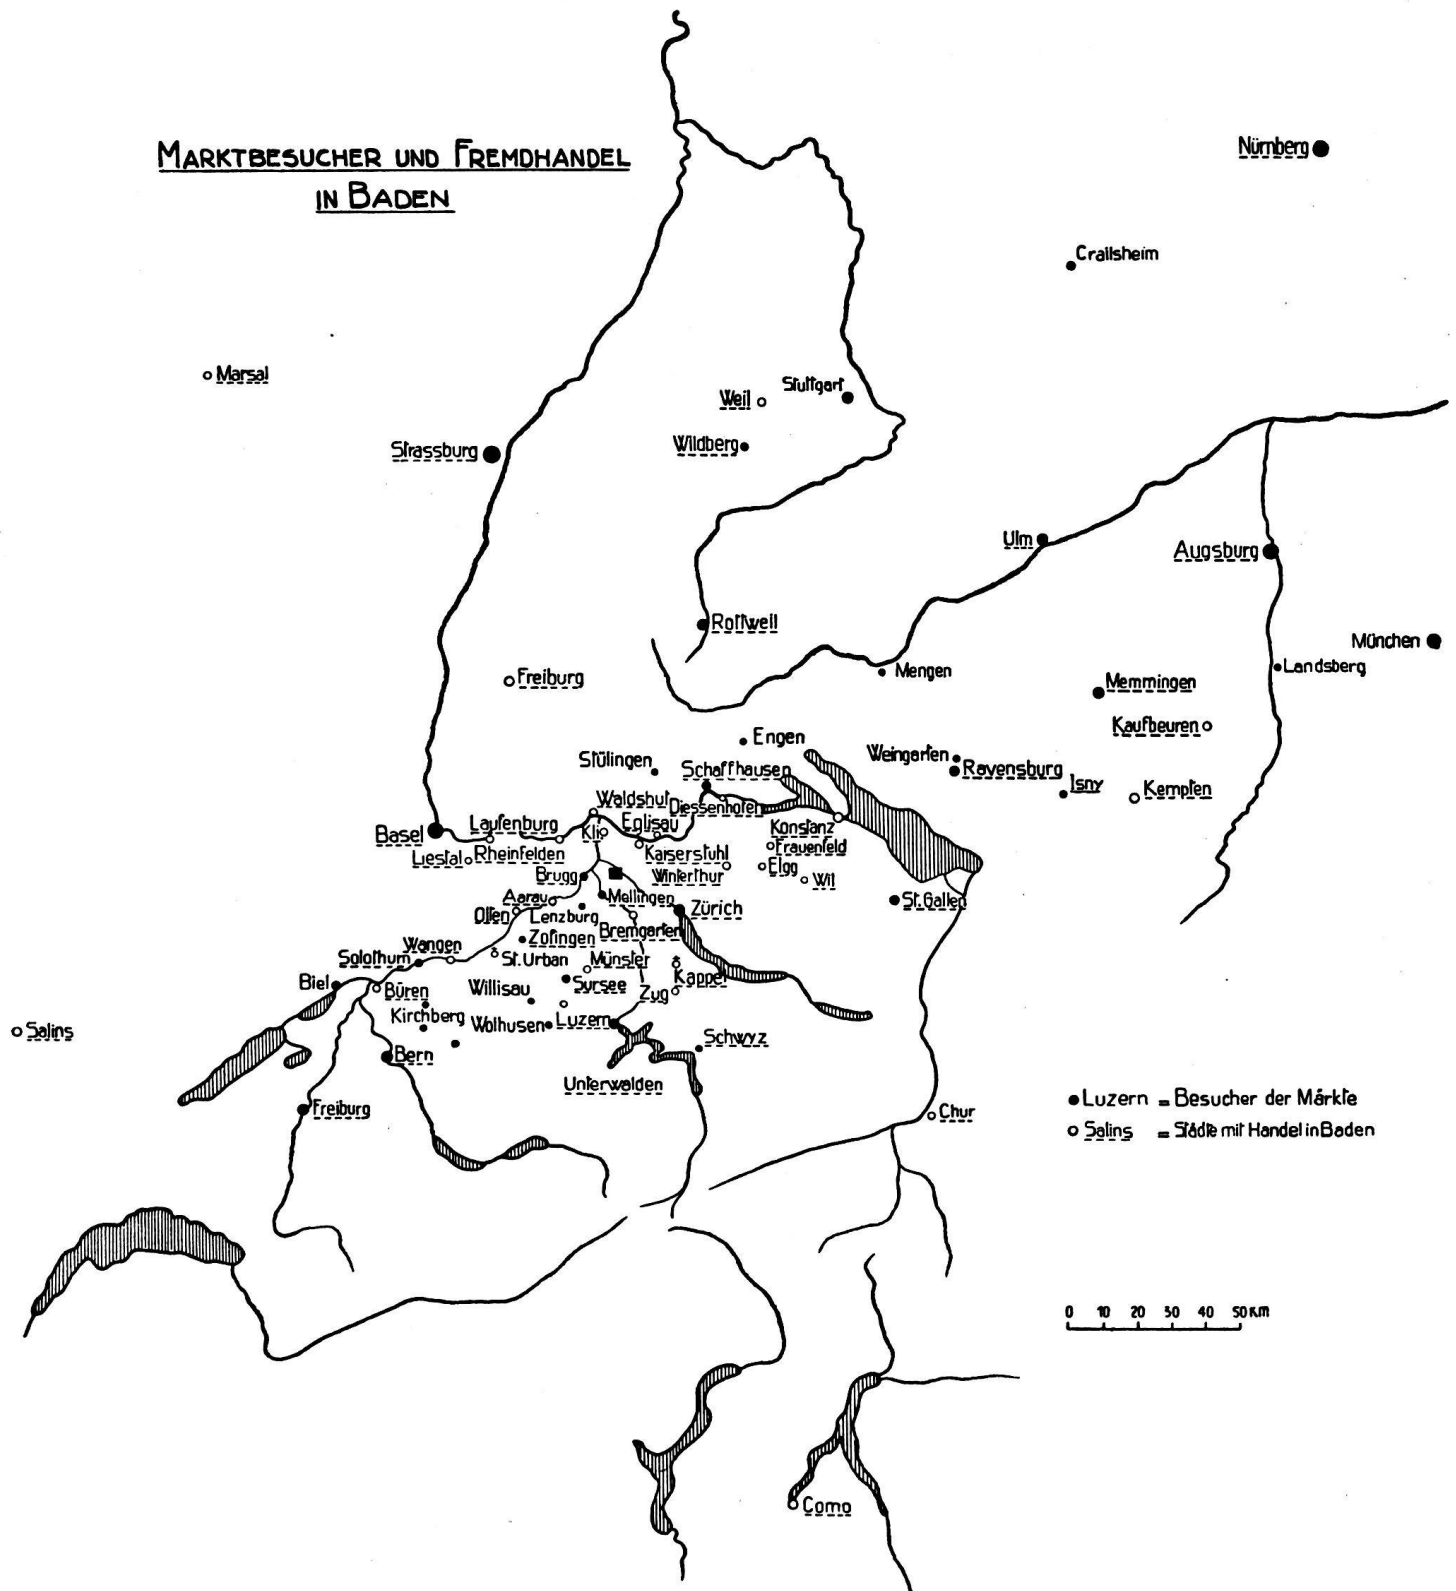 MARKTBESUCHER UND FREMDHANDEL
IN BADEN
Nürnberg
Crailsheim
Marsal
Weil
Stuttgart
Strassburg
Wildberg
Ulm
Augsburg
Rottweil
München
Landsberg
Mengen
Freiburg
Memmingen
Kaufbeuren
Engen
Weingarten
Stülingen
Schaffhausen
Ravensburg
Isny
Kempten
Waldshut
Diessenhofen
Laufenburg
Eglisau
Konstanz
Basel
Kli
Frauenfeld
Liestal
Rheinfelden
Kaiserstuhl
Elgg
Winterthur
Wil
Brugg
Aarau
Mellingen
St. Gallen
Olten
Lenzburg
Zürich
Bremgarten
Zofingen
Wangen
Solothurn
St. Urban
Münster
Kappel
Biel
Büren
Willisau
Sursee
Zug
Kirchberg
Wolhusen
Luzern
Salins
Schwyz
Bern
Unterwalden
Freiburg
Chur
Luzern = Besucher der Märkte
Salins = Städte mit Handel in Baden
0 10 20 30 40 50 KM
Como